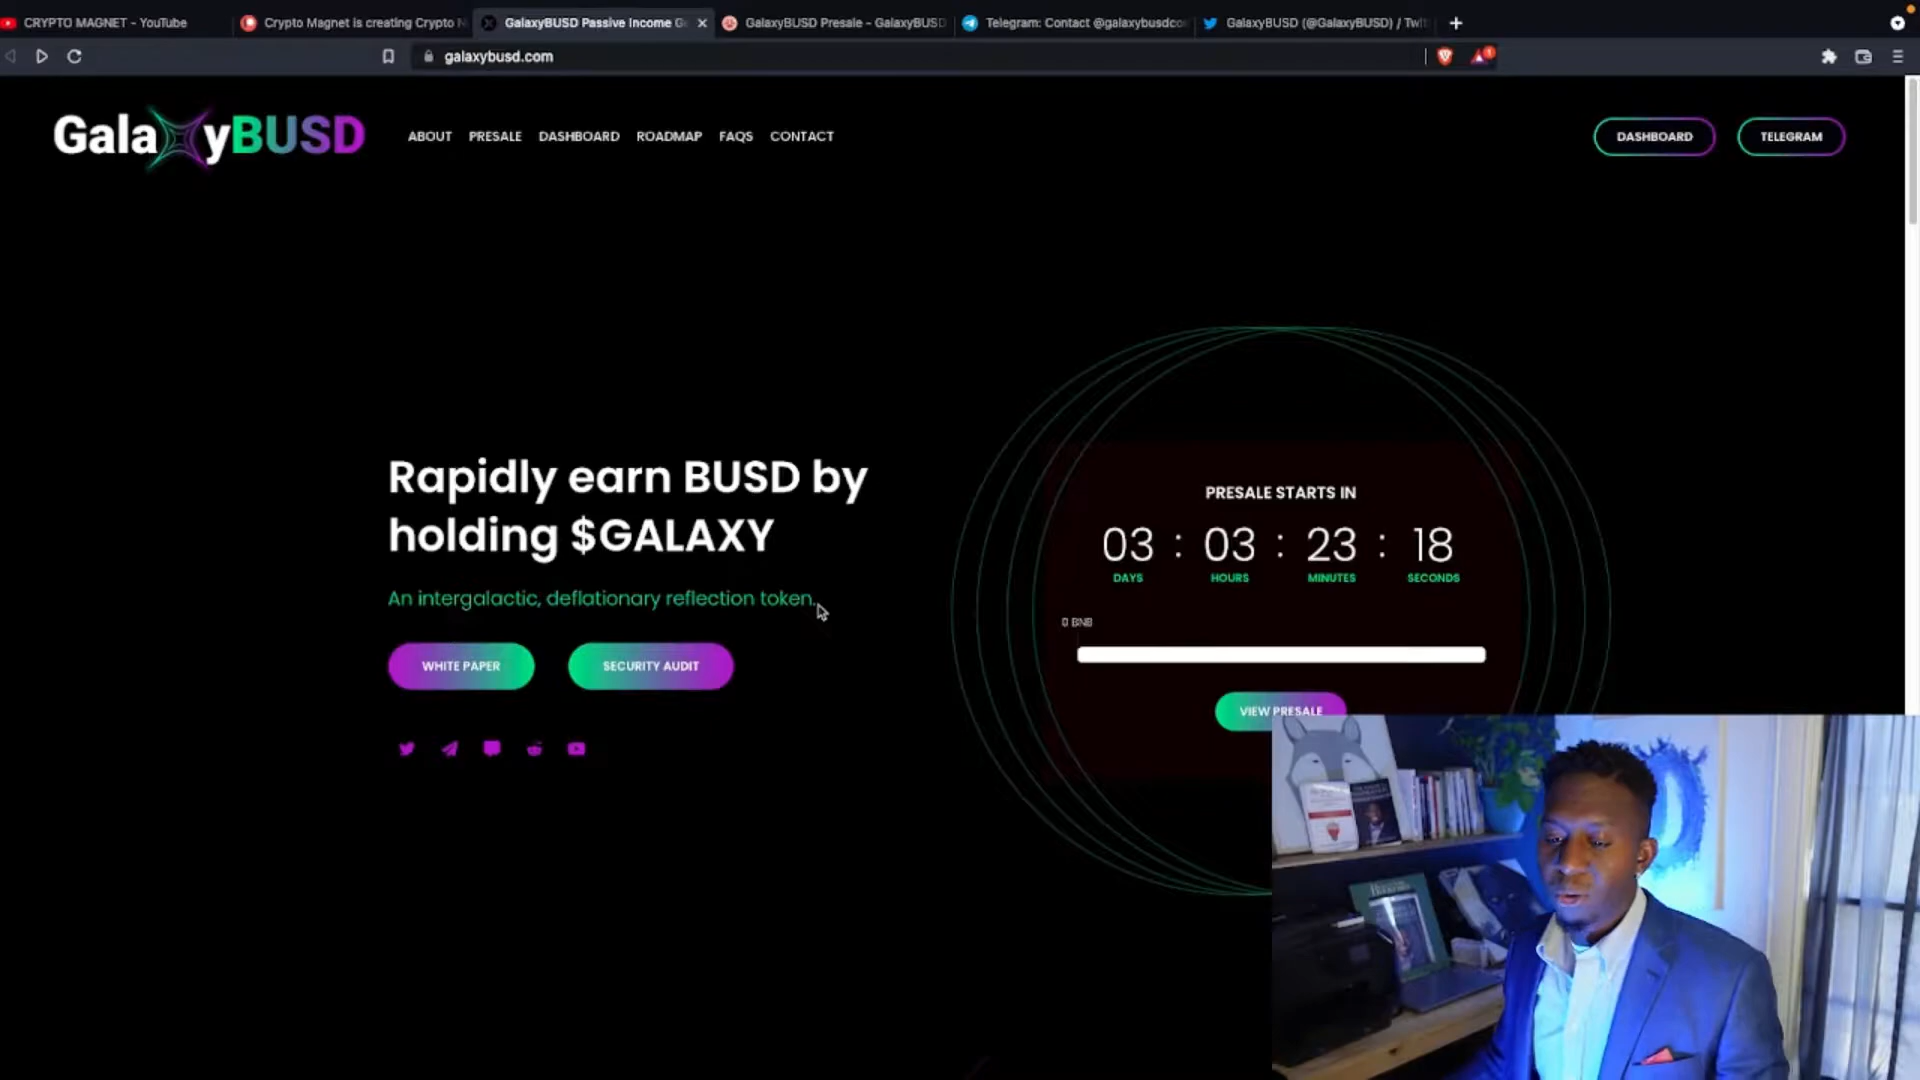 CRYPTO MAGNET - YouTube
Crypto Magnet is creating Crypto N
GalaxyBUSD Passive Income G
GalaxyBUSD Presale - GalaxyBUSD
Telegram: Contact @galaxybusdco
GalaxyBUSD (@GalaxyBUSD) / Twi
galaxybusd.com
GalaxyBUSD
ABOUT
PRESALE
DASHBOARD
ROADMAP
FAQS
CONTACT
DASHBOARD
TELEGRAM
Rapidly earn BUSD by
holding $GALAXY
An intergalactic, deflationary reflection token.
WHITE PAPER
SECURITY AUDIT
PRESALE STARTS IN
03 : 03 : 23 : 18
DAYS HOURS MINUTES SECONDS
0 BNB
VIEW PRESALE